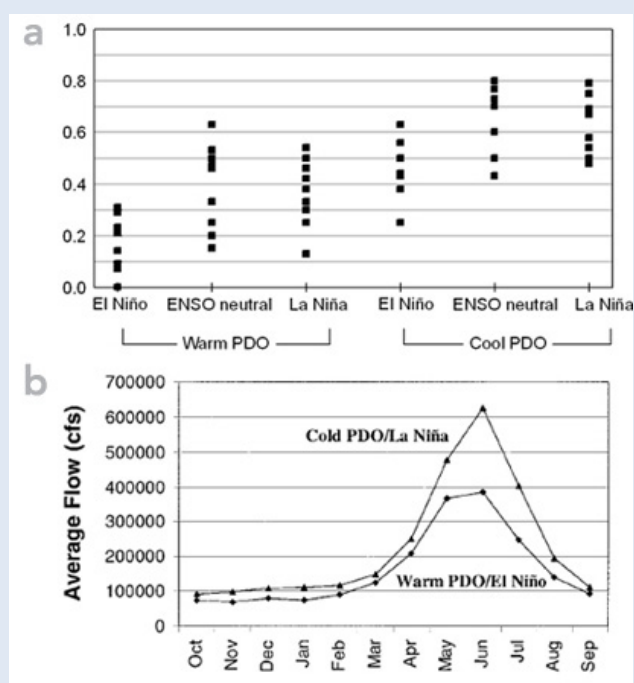 a
1.0
0.8
0.6
0.4
0.2
0.0
El Niño ENSO neutral La Niña El Niño ENSO neutral La Niña
Warm PDO Cool PDO
b
700000
600000
500000
400000
300000
200000
100000
0
Average Flow (cfs)
Cold PDO/La Niña
Warm PDO/El Niño
Oct Nov Dec Jan Feb Mar Apr May Jun Jul Aug Sep